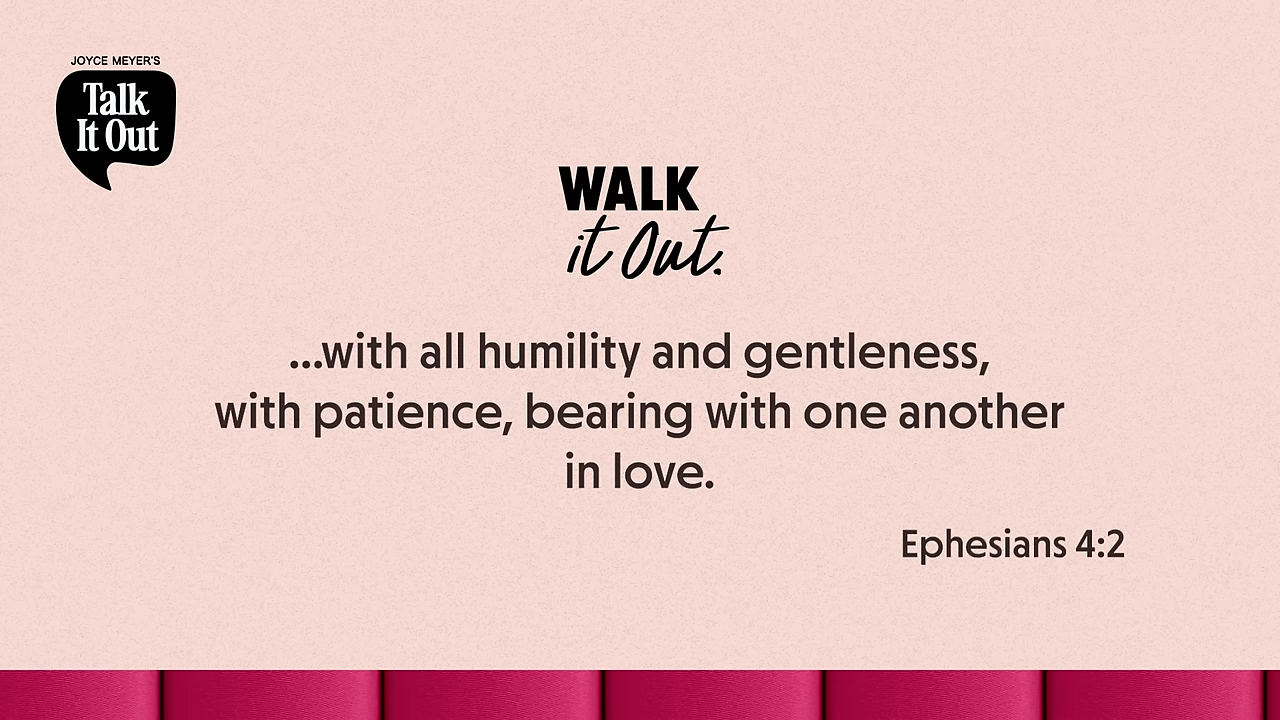 JOYCE MEYER'S
Talk
It Out
WALK
it Out.
...with all humility and gentleness,
with patience, bearing with one another
in love.
Ephesians 4:2